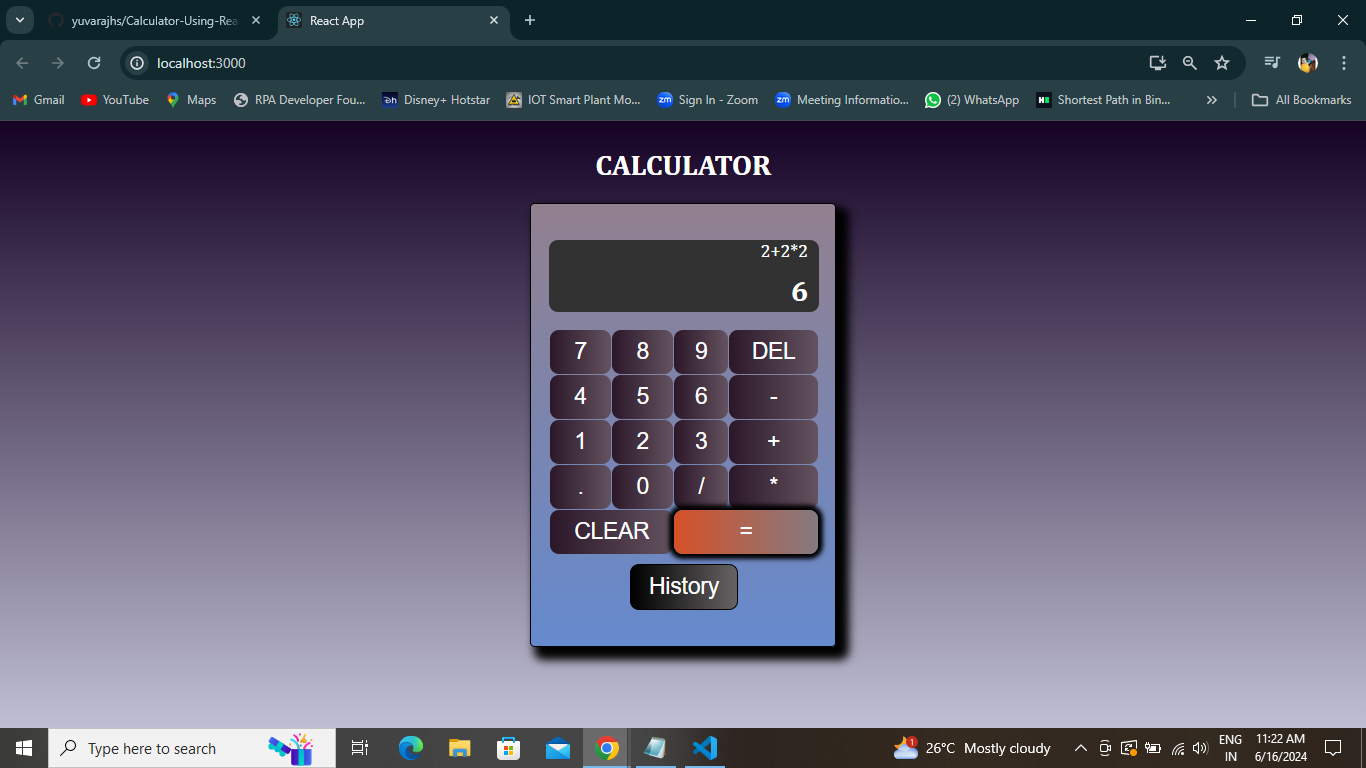 yuvarajhs/Calculator-Using-Rea
React App
localhost:3000
Gmail
YouTube
Maps
RPA Developer Fou...
Disney+ Hotstar
IOT Smart Plant Mo...
zm
Sign In - Zoom
zm
Meeting Informatio...
(2) WhatsApp
Shortest Path in Bin...
»
All Bookmarks
CALCULATOR
2+2*2
6
7 8 9 DEL
4 5 6 -
1 2 3 +
. 0 / *
CLEAR =
History
Type here to search
1
26°C Mostly cloudy
ENG
IN
11:22 AM
6/16/2024